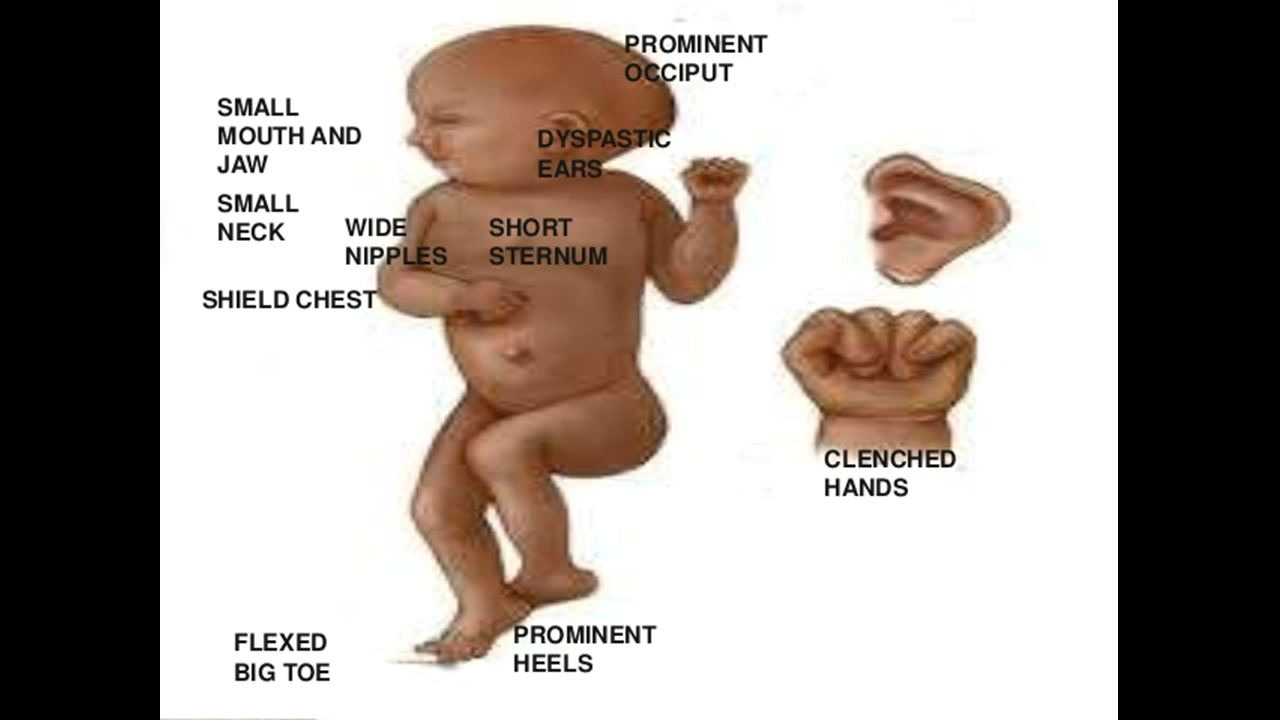 PROMINENT
OCCIPUT
SMALL
MOUTH AND
JAW
DYSPASTIC
EARS
SMALL
NECK
WIDE
NIPPLES
SHORT
STERNUM
SHIELD CHEST
CLENCHED
HANDS
FLEXED
BIG TOE
PROMINENT
HEELS